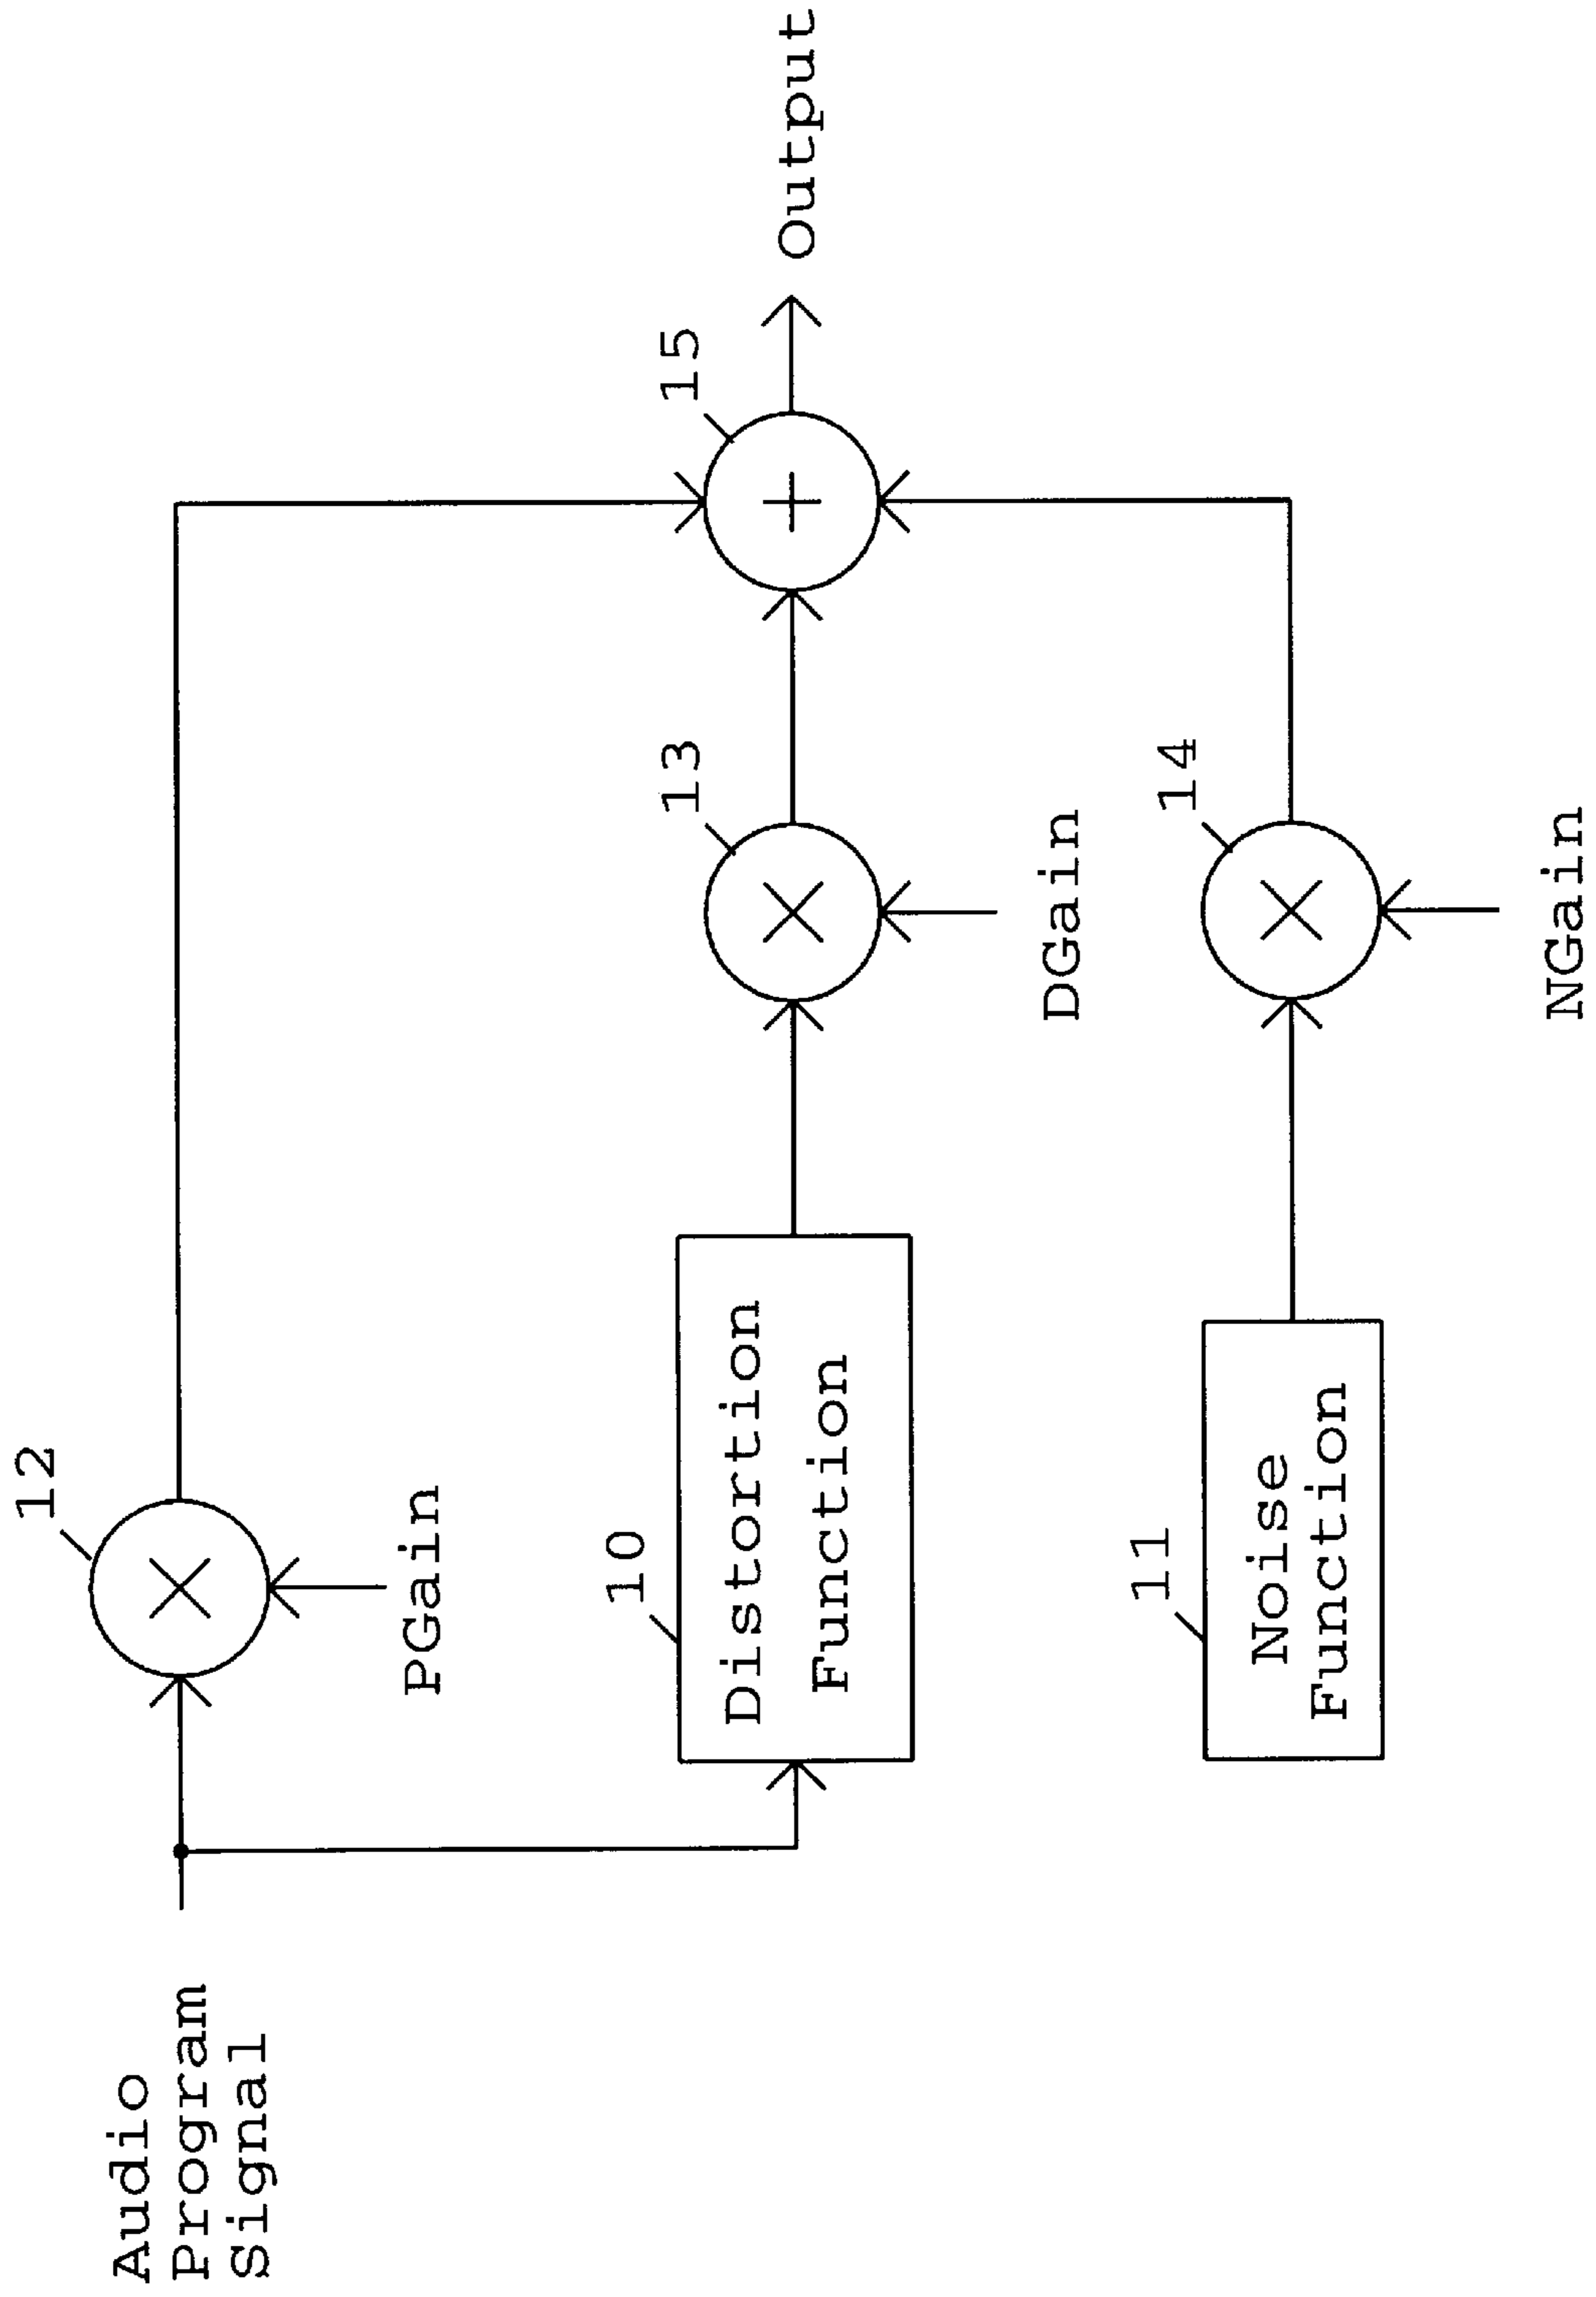 12
Audio
Program
Signal
PGain
10
Distortion
Function
13
DGain
15
Output
11
Noise
Function
14
NGain